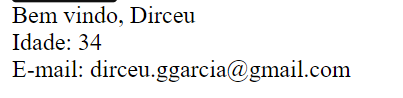 Bem vindo, Dirceu
Idade: 34
E-mail: dirceu.ggarcia@gmail.com